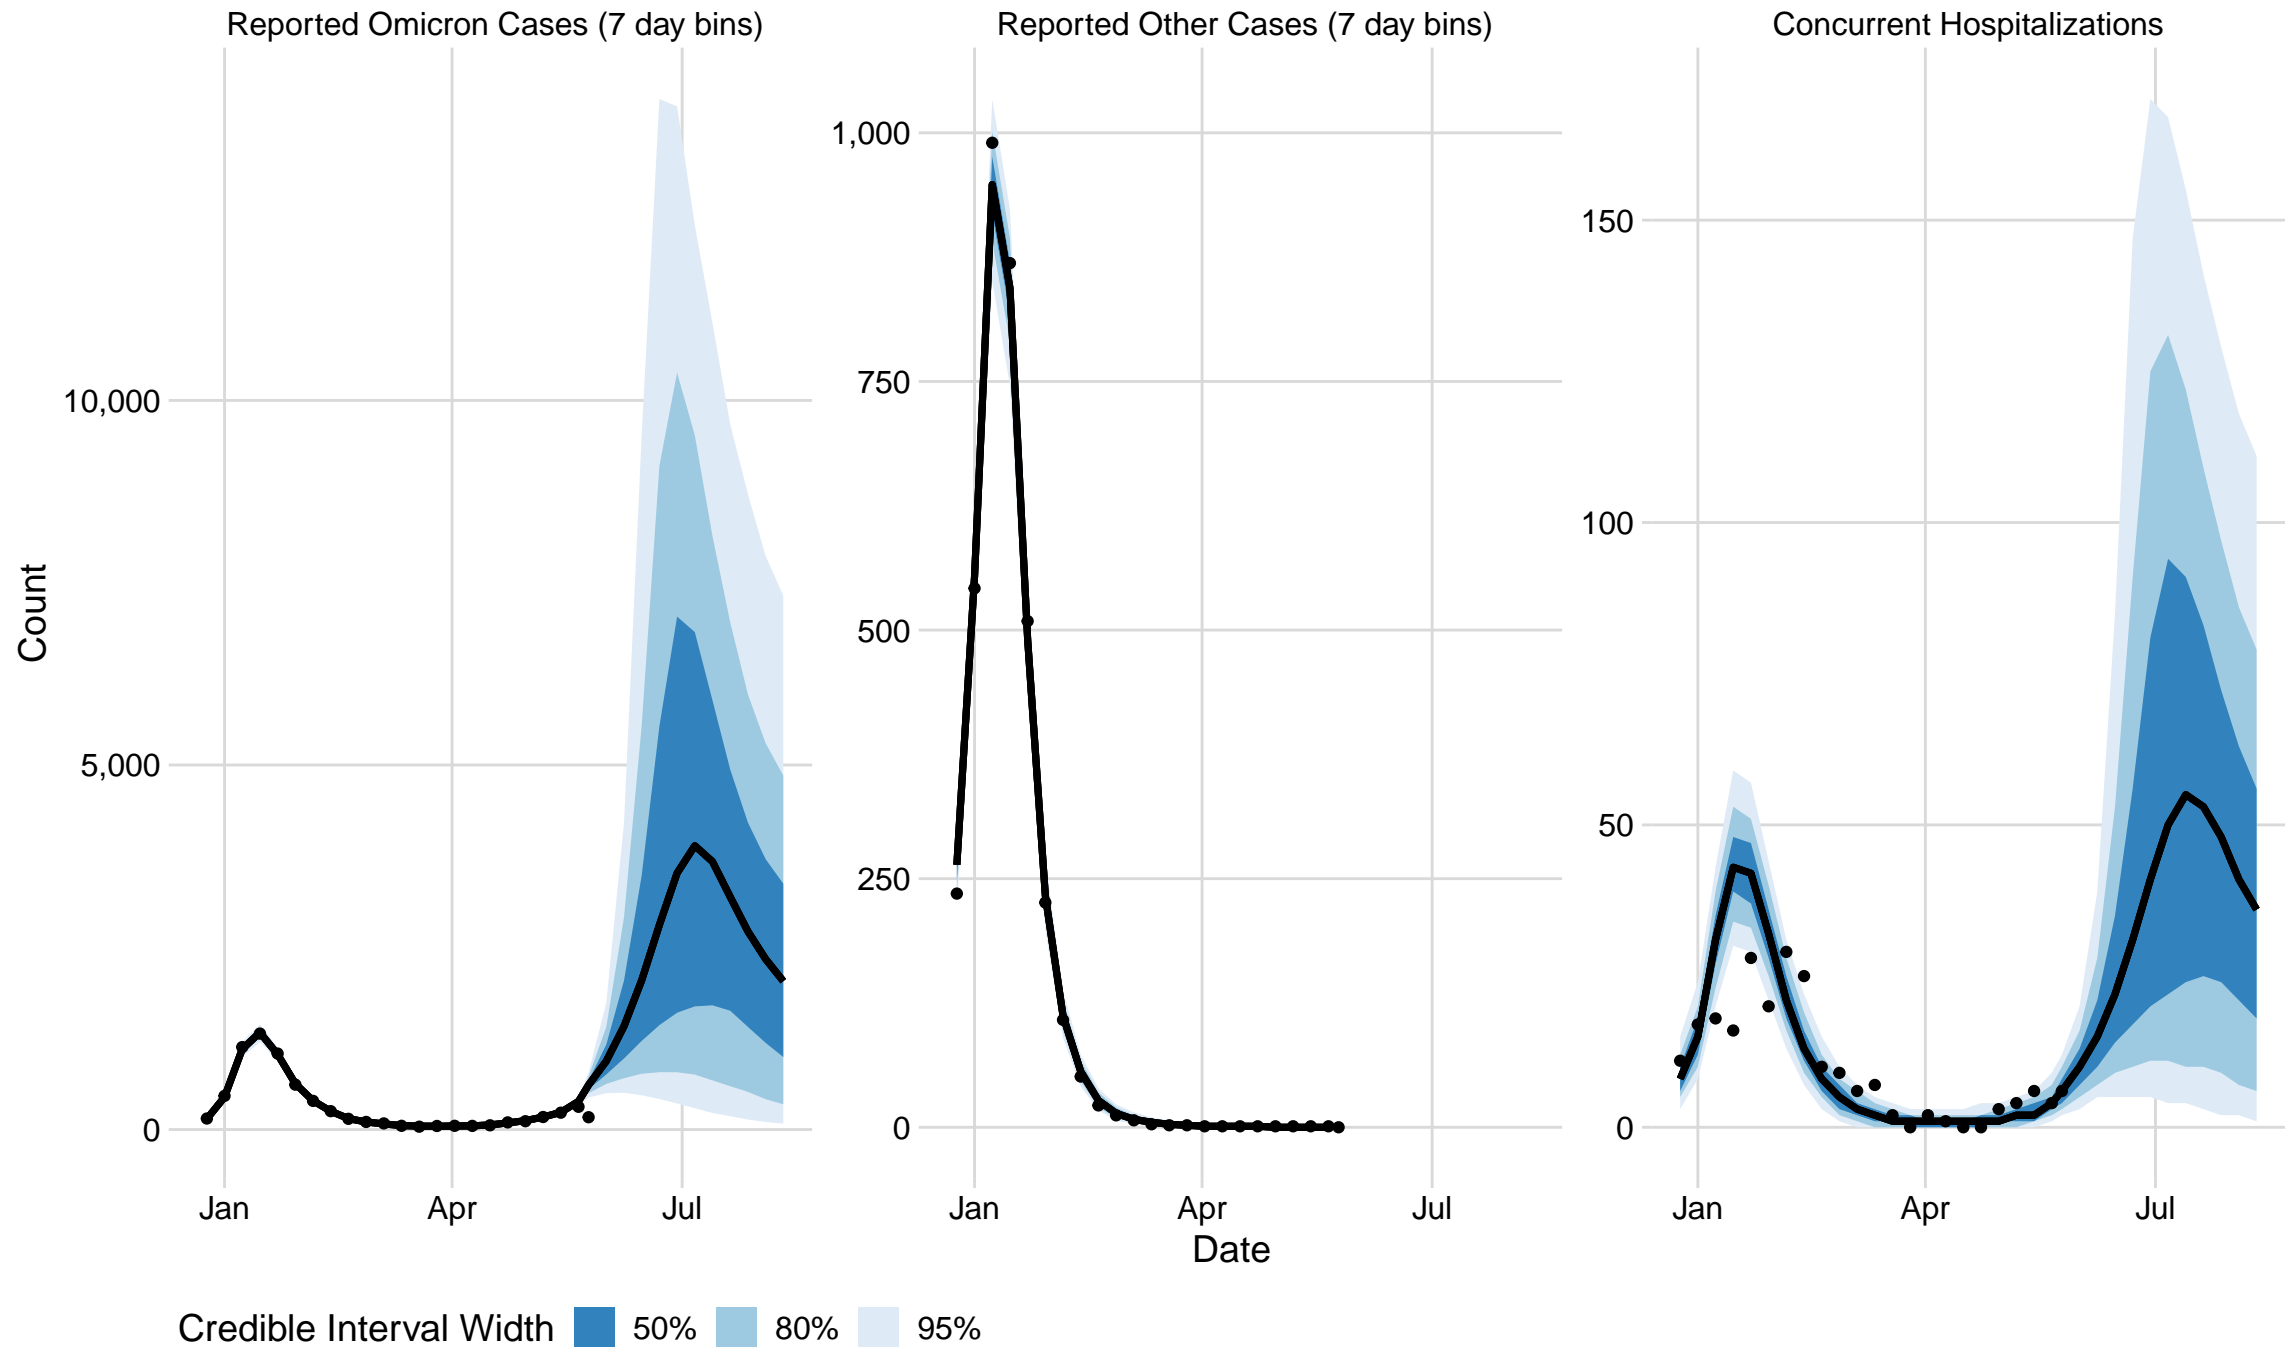 Reported Omicron Cases (7 day bins)
Reported Other Cases (7 day bins)
Concurrent Hospitalizations
Count
10,000
5,000
0
1,000
750
500
250
0
150
100
50
0
Jan Apr Jul
Jan Apr Jul
Jan Apr Jul
Date
Credible Interval Width 50% 80% 95%